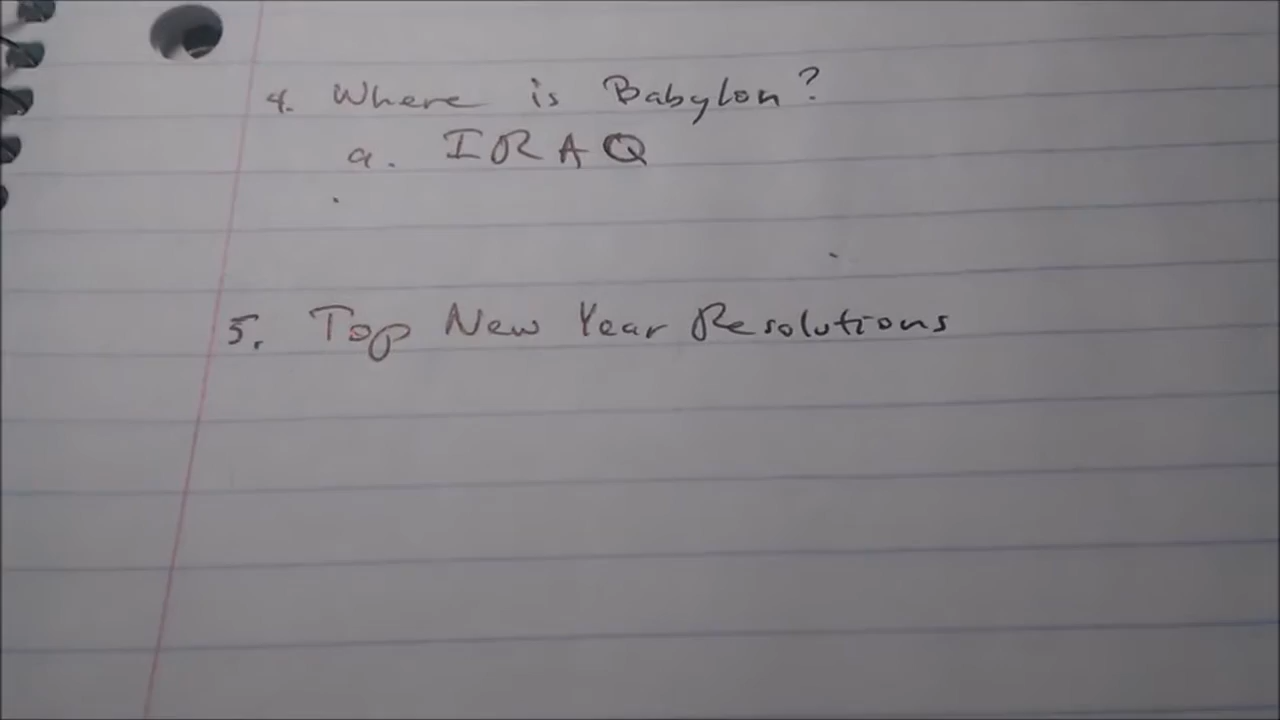 4. Where is Babylon?
a. IRAQ
5. Top New Year Resolutions